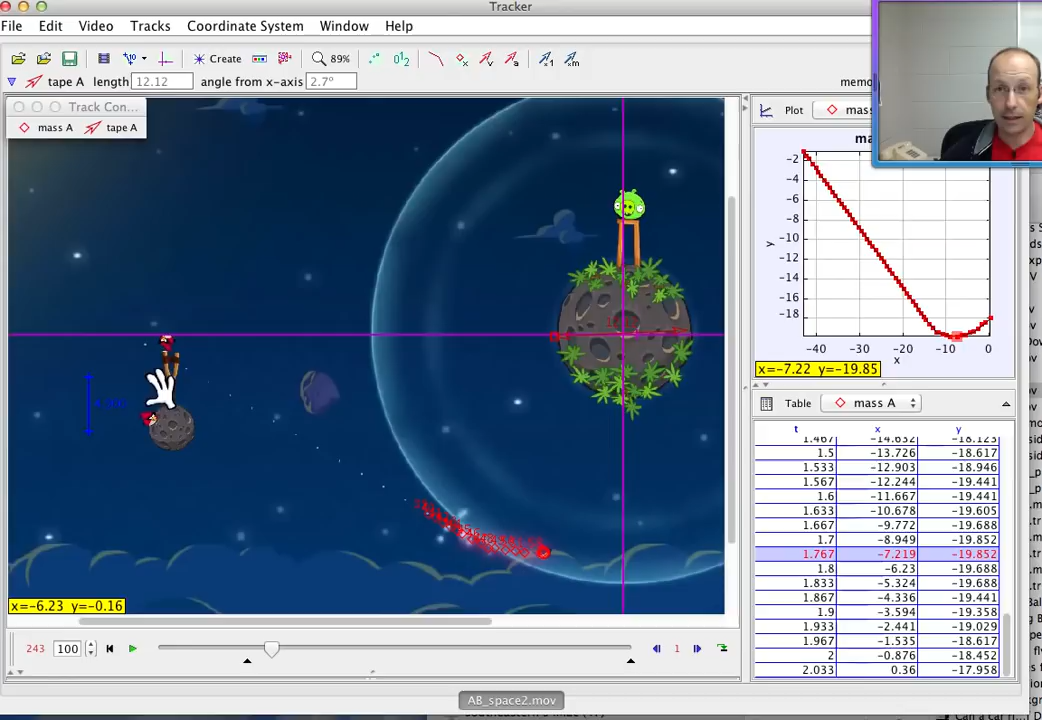 Tracker
File Edit Video Tracks Coordinate System Window Help
Create 89%
tape A length 12.12 angle from x-axis 2.7°
Track Con...
mass A tape A
x=-6.23 y=-0.16
243 100 1
Plot mass
-2
-4
-6
-8
-10
-12
-14
-16
-18
y
-40 -30 -20 -10 0
x
x=-7.22 y=-19.85
Table mass A
t x y
1.467 -14.632 -18.123
1.5 -13.726 -18.617
1.533 -12.903 -18.946
1.567 -12.244 -19.441
1.6 -11.667 -19.441
1.633 -10.678 -19.605
1.667 -9.772 -19.688
1.7 -8.949 -19.852
1.767 -7.219 -19.852
1.8 -6.23 -19.688
1.833 -5.324 -19.688
1.867 -4.336 -19.441
1.9 -3.594 -19.358
1.933 -2.441 -19.029
1.967 -1.535 -18.617
2 -0.876 -18.452
2.033 0.36 -17.958
AB_space2.mov